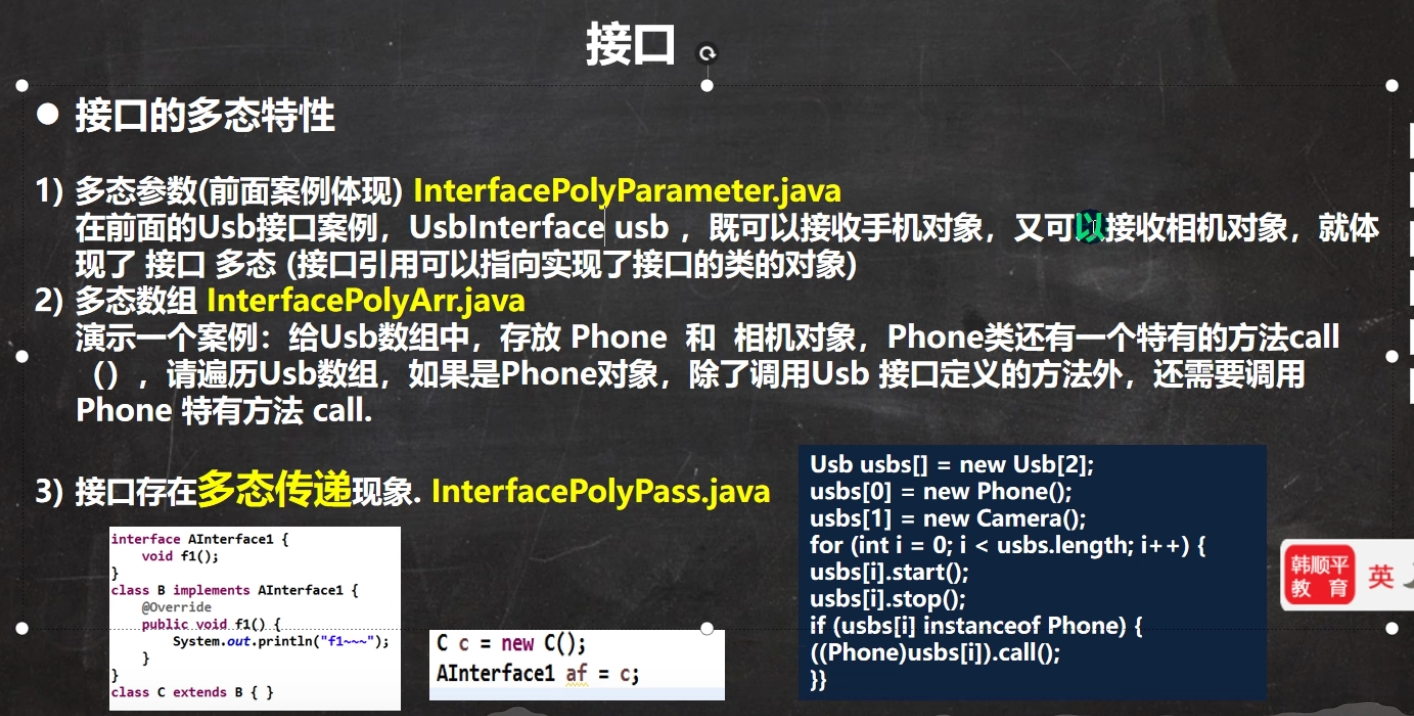 接口
● 接口的多态特性
1) 多态参数(前面案例体现) InterfacePolyParameter.java
在前面的Usb接口案例，UsbInterface usb ，既可以接收手机对象，又可以接收相机对象，就体
现了 接口 多态 (接口引用可以指向实现了接口的类的对象)
2) 多态数组 InterfacePolyArr.java
演示一个案例：给Usb数组中，存放 Phone 和 相机对象，Phone类还有一个特有的方法call
（），请遍历Usb数组，如果是Phone对象，除了调用Usb 接口定义的方法外，还需要调用
Phone 特有方法 call.
3) 接口存在多态传递现象. InterfacePolyPass.java
interface AInterface1 {
void f1();
}
class B implements AInterface1 {
@Override
public void f1() {
System.out.println("f1~~~");
}
}
class C extends B { }
C c = new C();
AInterface1 af = c;
Usb usbs[] = new Usb[2];
usbs[0] = new Phone();
usbs[1] = new Camera();
for (int i = 0; i < usbs.length; i++) {
usbs[i].start();
usbs[i].stop();
if (usbs[i] instanceof Phone) {
((Phone)usbs[i]).call();
}}
韩顺平
教 育
英